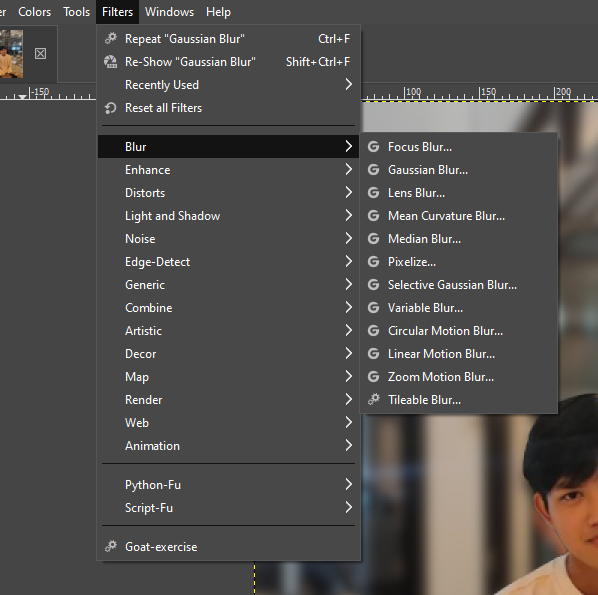 Colors Tools Filters Windows Help
Repeat "Gaussian Blur" Ctrl+F
Re-Show "Gaussian Blur" Shift+Ctrl+F
Recently Used
Reset all Filters
-150 100 150 200
Blur
Enhance
Distorts
Light and Shadow
Noise
Edge-Detect
Generic
Combine
Artistic
Decor
Map
Render
Web
Animation
Python-Fu
Script-Fu
Goat-exercise
Focus Blur...
Gaussian Blur...
Lens Blur...
Mean Curvature Blur...
Median Blur...
Pixelize...
Selective Gaussian Blur...
Variable Blur...
Circular Motion Blur...
Linear Motion Blur...
Zoom Motion Blur...
Tileable Blur...